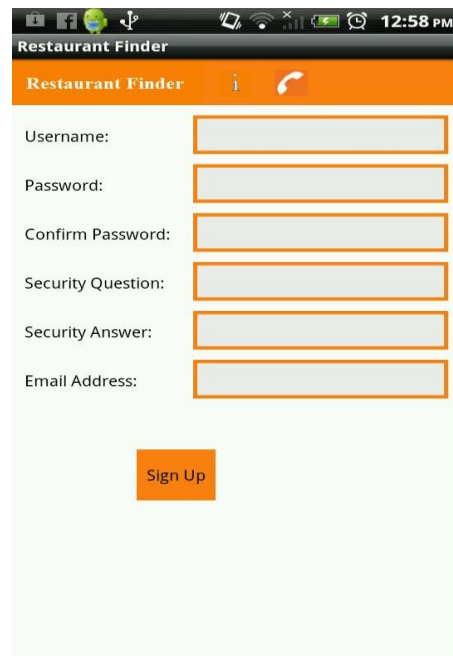 12:58 PM
Restaurant Finder
Restaurant Finder i
Username:
Password:
Confirm Password:
Security Question:
Security Answer:
Email Address:
Sign Up